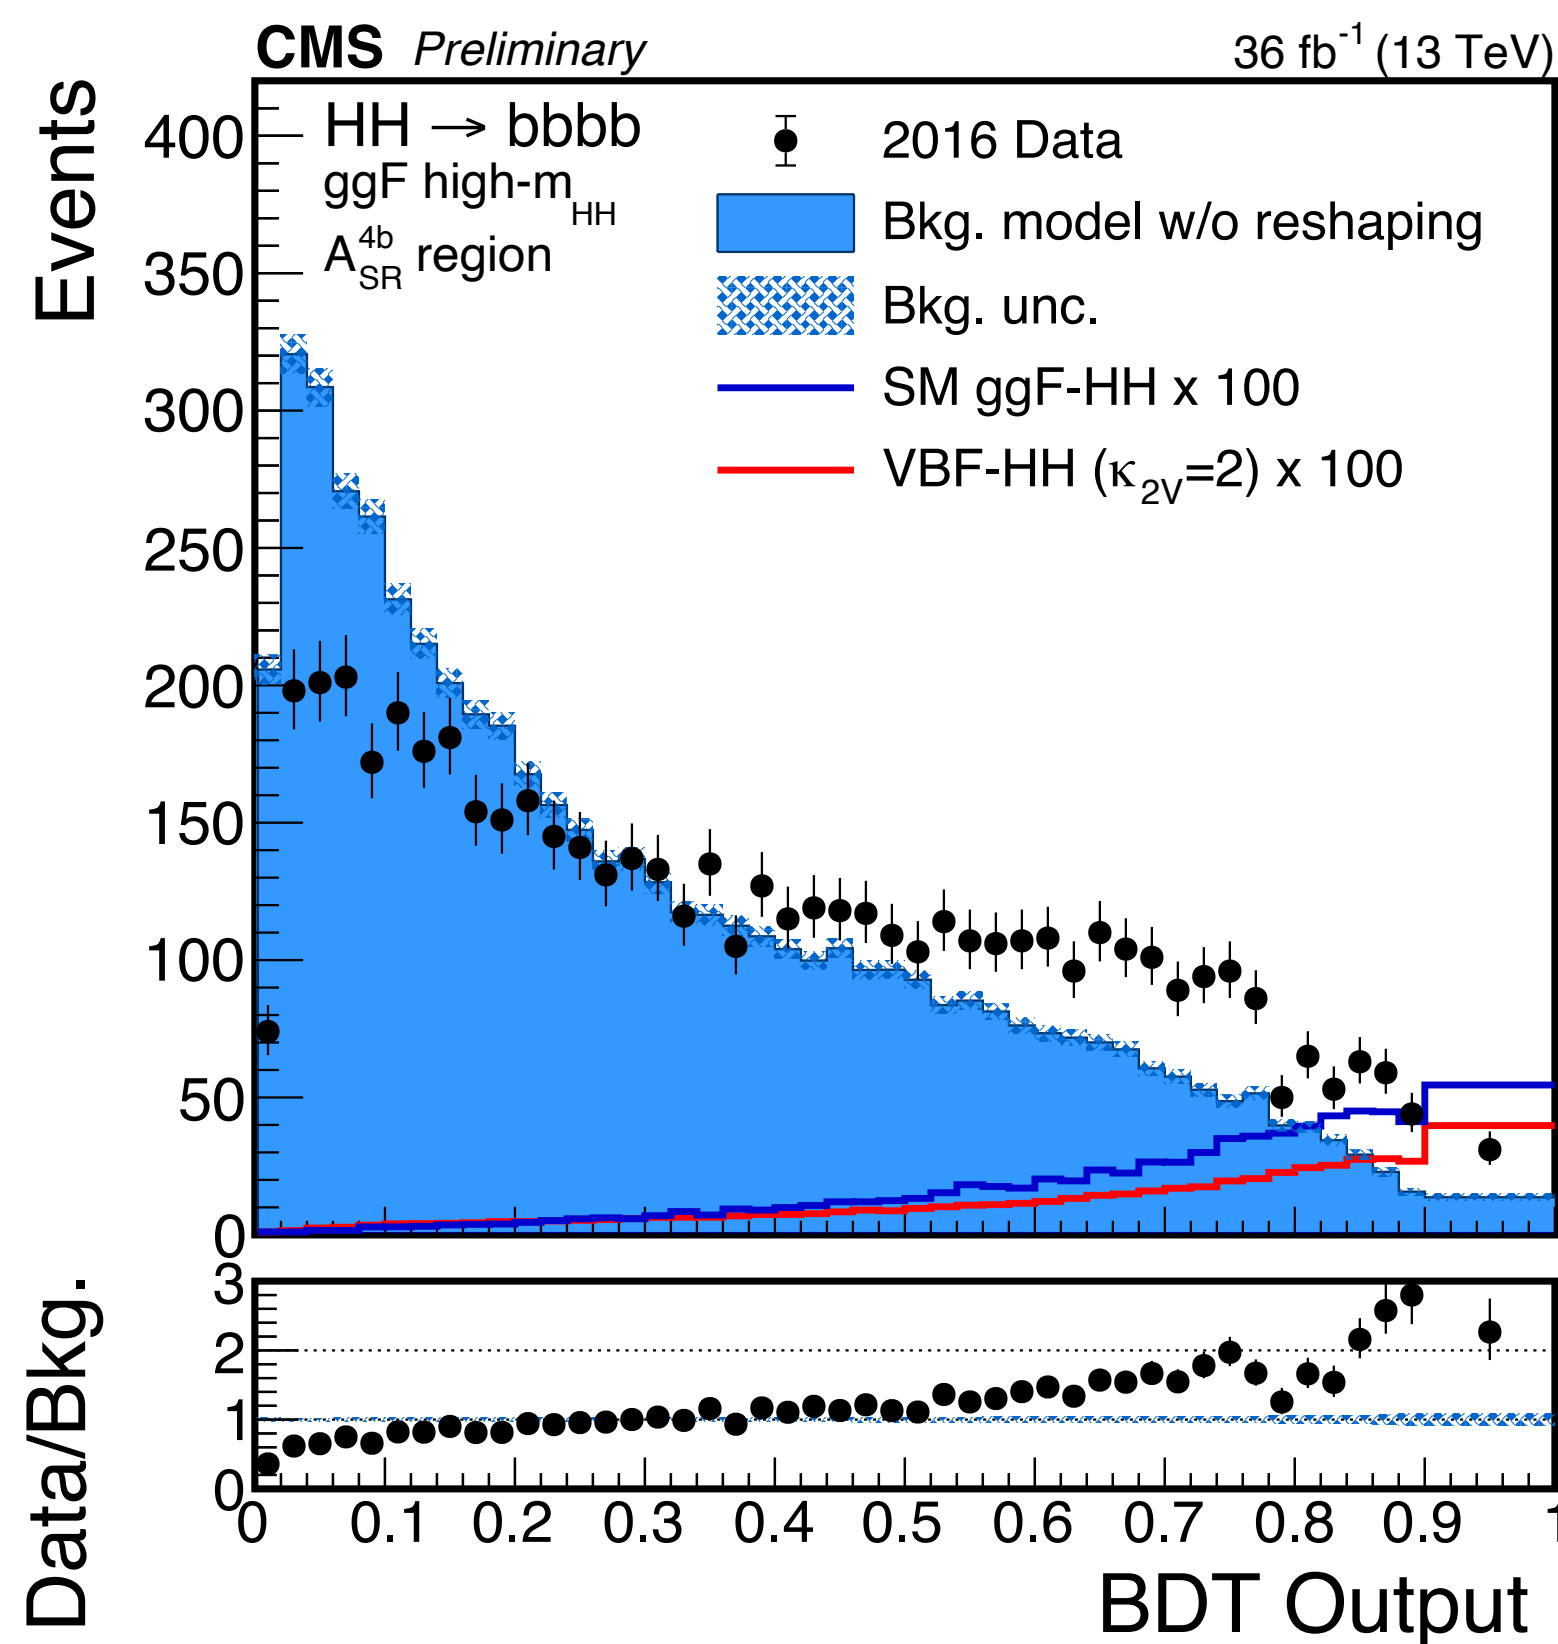 CMS Preliminary 36 fb⁻¹ (13 TeV)
Events
400
350
300
250
200
150
100
50
0
HH → bbbb
ggF high-m_HH
A^4b_SR region
2016 Data
Bkg. model w/o reshaping
Bkg. unc.
SM ggF-HH x 100
VBF-HH (κ_2V=2) x 100
Data/Bkg.
3
2
1
0
0 0.1 0.2 0.3 0.4 0.5 0.6 0.7 0.8 0.9 1
BDT Output